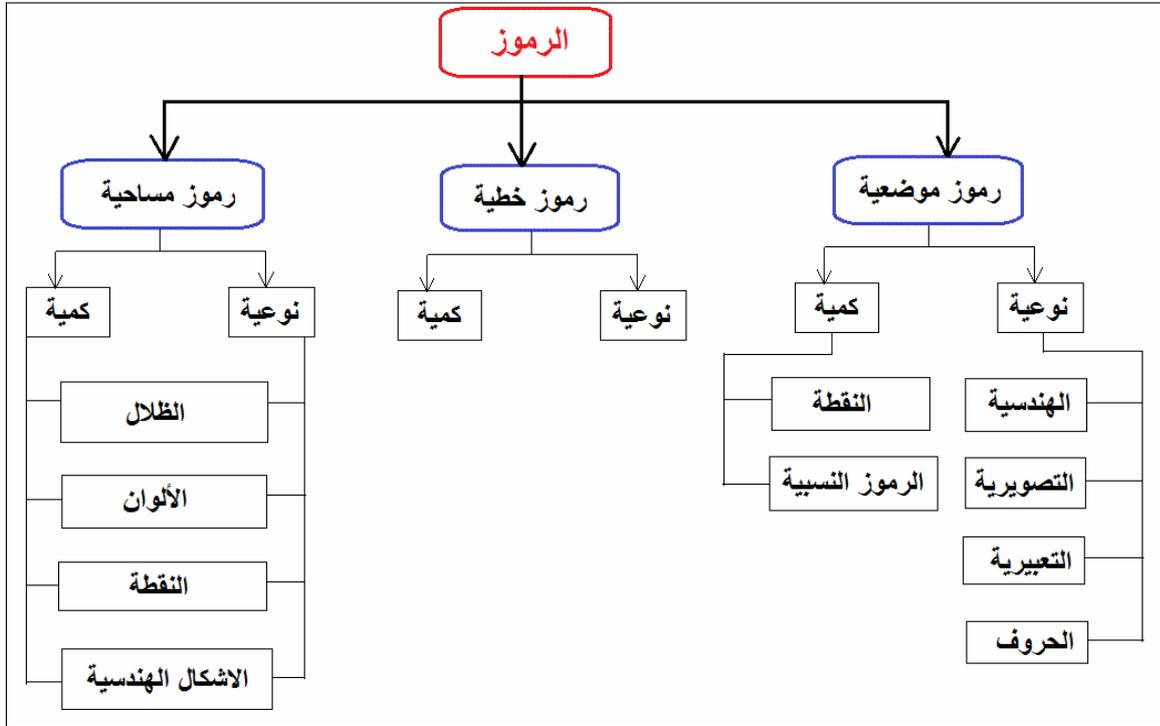 الرموز
رموز موضعية
رموز خطية
رموز مساحية
نوعية
كمية
نوعية
كمية
نوعية
كمية
الهندسية
التصويرية
التعبيرية
الحروف
النقطة
الرموز النسبية
الظلال
الألوان
النقطة
الاشكال الهندسية